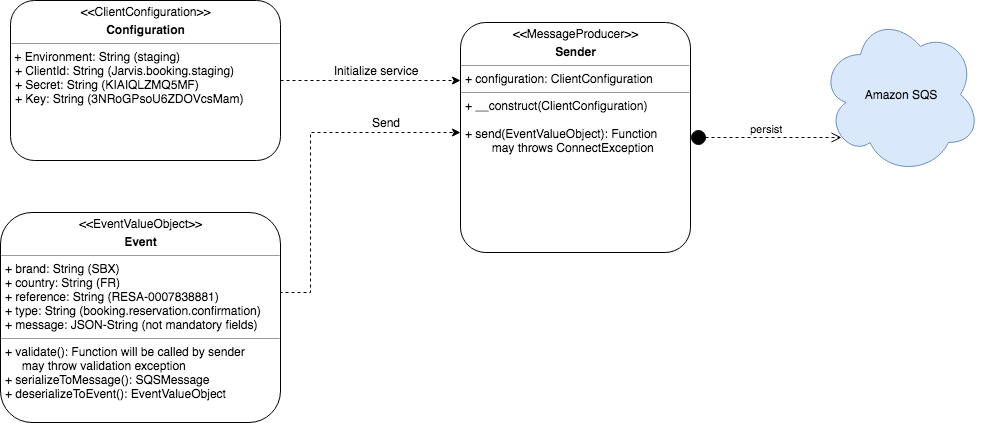 <<ClientConfiguration>>
Configuration
+ Environment: String (staging)
+ ClientId: String (Jarvis.booking.staging)
+ Secret: String (KIAIQLZMQ5MF)
+ Key: String (3NRoGPsoU6ZDOVcsMam)
Initialize service
Send
<<MessageProducer>>
Sender
+ configuration: ClientConfiguration
+ __construct(ClientConfiguration)
+ send(EventValueObject): Function
may throws ConnectException
persist
Amazon SQS
<<EventValueObject>>
Event
+ brand: String (SBX)
+ country: String (FR)
+ reference: String (RESA-0007838881)
+ type: String (booking.reservation.confirmation)
+ message: JSON-String (not mandatory fields)
+ validate(): Function will be called by sender
may throw validation exception
+ serializeToMessage(): SQSMessage
+ deserializeToEvent(): EventValueObject